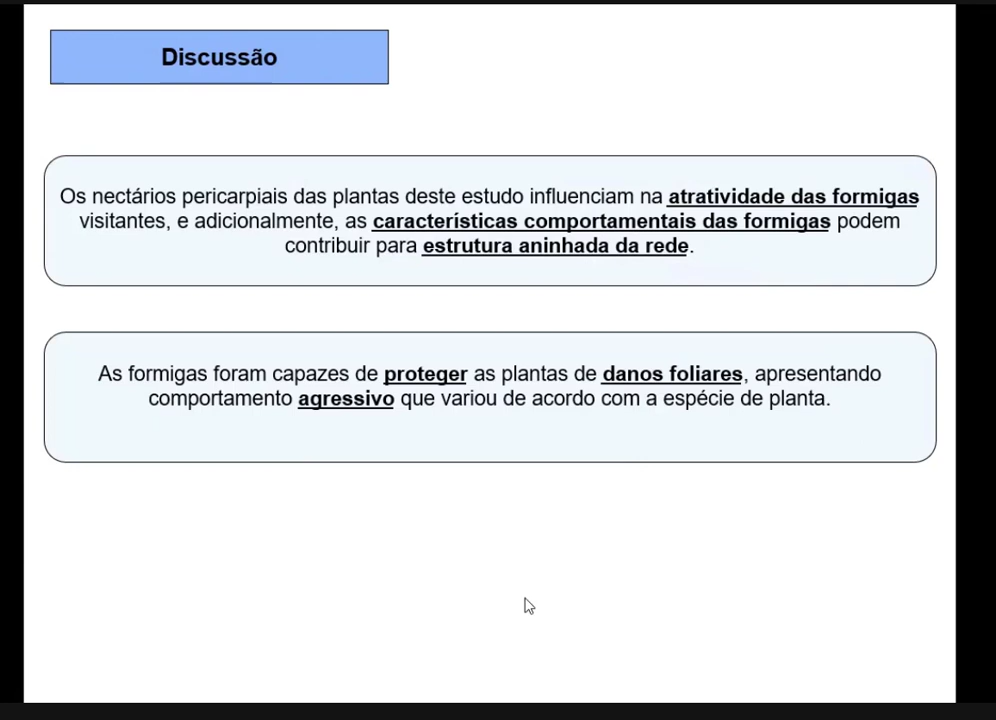 Discussão
Os nectários pericarpiais das plantas deste estudo influenciam na atratividade das formigas
visitantes, e adicionalmente, as características comportamentais das formigas podem
contribuir para estrutura aninhada da rede.
As formigas foram capazes de proteger as plantas de danos foliares, apresentando
comportamento agressivo que variou de acordo com a espécie de planta.